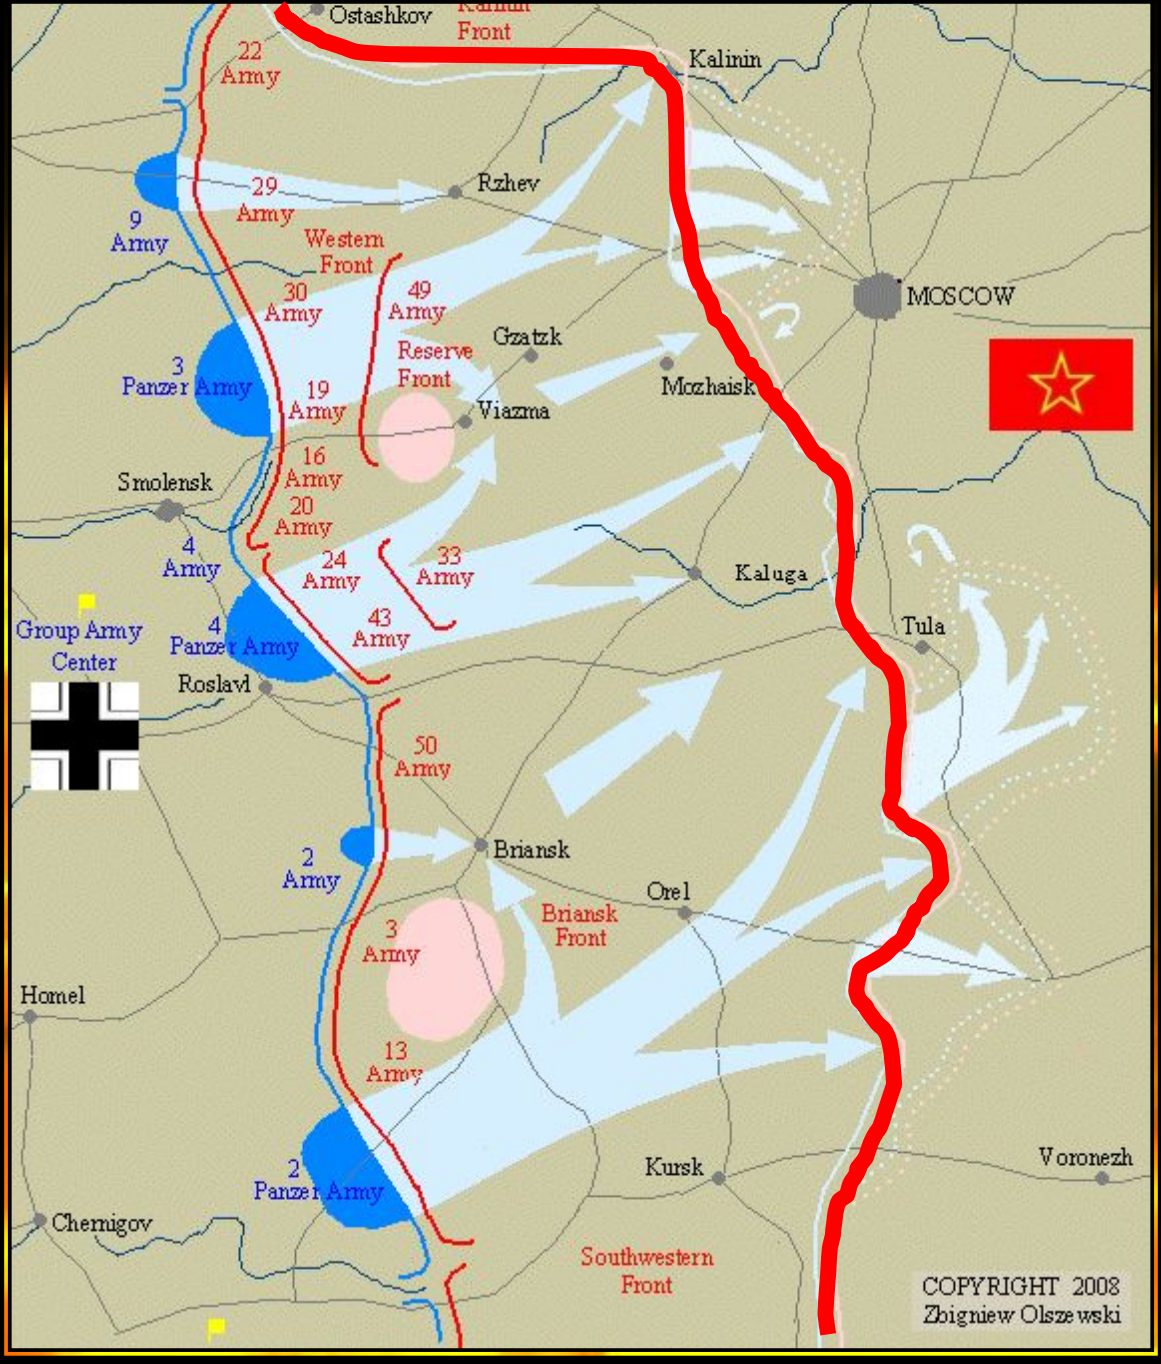 Ostashkov
Kalinin
Front
22
Army
Kalinin
Rzhev
29
Army
9
Army
Western
Front
30
Army
49
Army
MOSCOW
Gzatzk
Reserve
Front
3
Panzer Army
19
Army
Mozhaisk
Viazma
16
Army
Smolensk
20
Army
4
Army
24
Army
33
Army
Kaluga
Group Army
Center
4
Panzer Army
43
Army
Tula
Roslavl
50
Army
2
Army
Briansk
Orel
3
Army
Briansk
Front
Homel
13
Army
2
Panzer Army
Kursk
Voronezh
Chernigov
Southwestern
Front
COPYRIGHT 2008
Zbigniew Olszewski